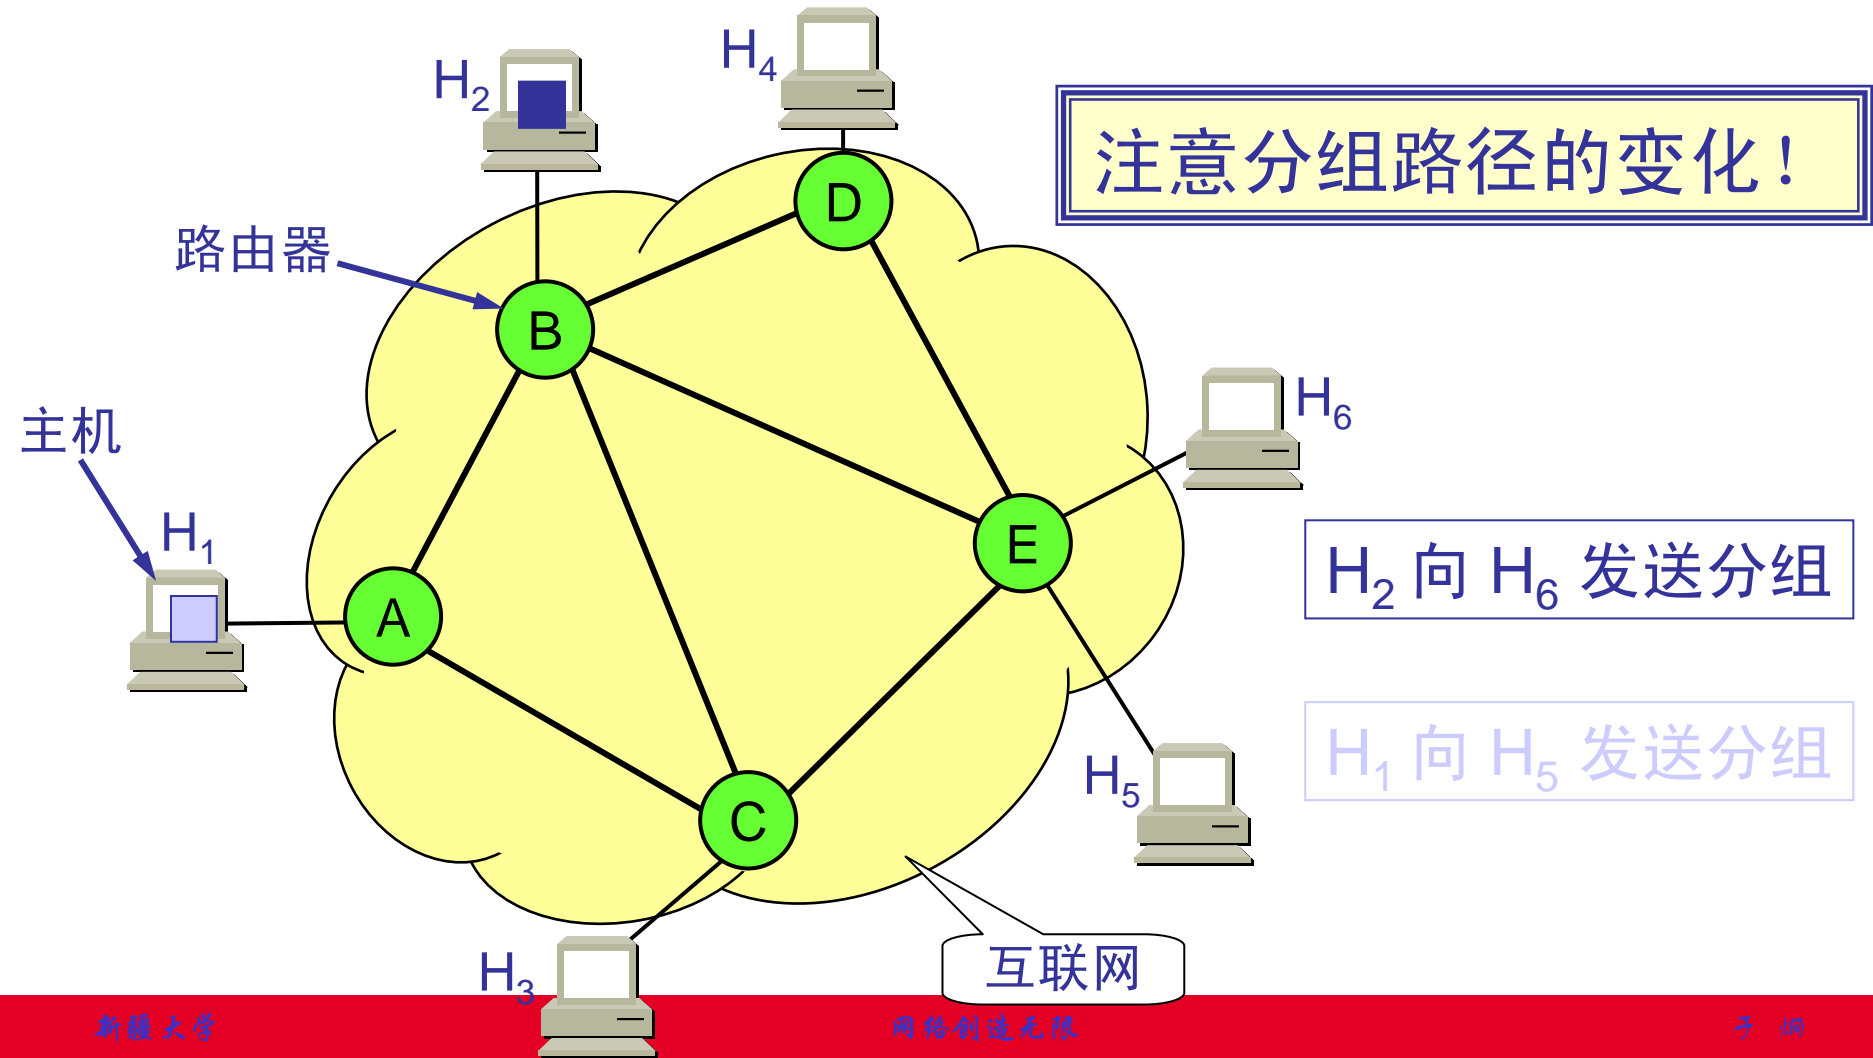 H4
H2
注意分组路径的变化！
D
路由器
B
H6
主机
H1
E
H2 向 H6 发送分组
A
H1 向 H5 发送分组
H5
C
互联网
H3
新疆大学
网络创造无限
于 炯